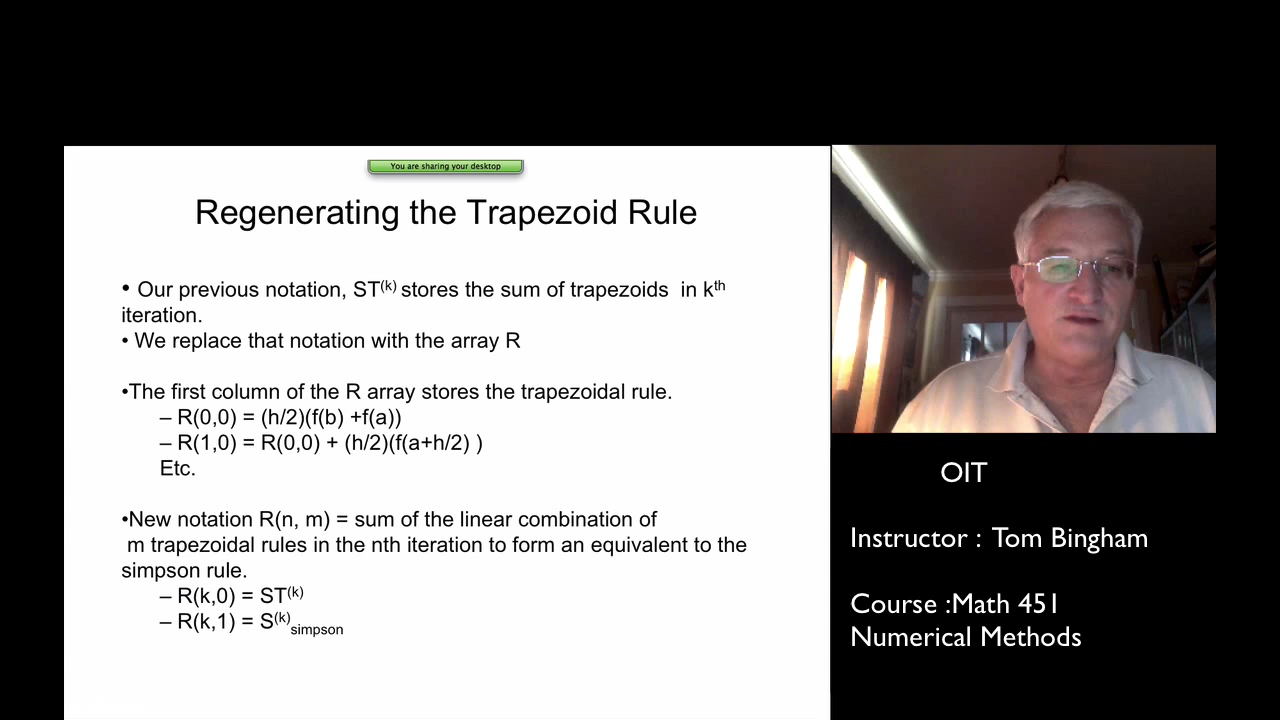 You are sharing your desktop
Regenerating the Trapezoid Rule
• Our previous notation, ST⁽ᵏ⁾ stores the sum of trapezoids in kᵗʰ
iteration.
• We replace that notation with the array R
•The first column of the R array stores the trapezoidal rule.
– R(0,0) = (h/2)(f(b) +f(a))
– R(1,0) = R(0,0) + (h/2)(f(a+h/2) )
Etc.
•New notation R(n, m) = sum of the linear combination of
m trapezoidal rules in the nth iteration to form an equivalent to the
simpson rule.
– R(k,0) = ST⁽ᵏ⁾
– R(k,1) = S⁽ᵏ⁾simpson
OIT
Instructor : Tom Bingham
Course :Math 451
Numerical Methods